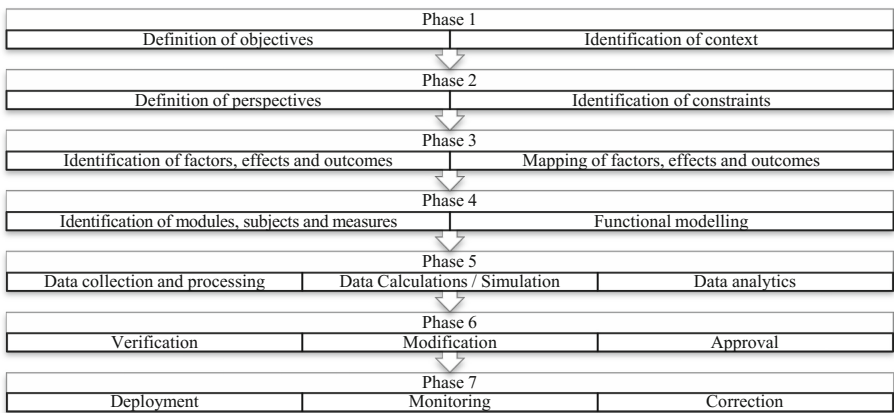 Phase 1
Definition of objectives Identification of context
Phase 2
Definition of perspectives Identification of constraints
Phase 3
Identification of factors, effects and outcomes Mapping of factors, effects and outcomes
Phase 4
Identification of modules, subjects and measures Functional modelling
Phase 5
Data collection and processing Data Calculations / Simulation Data analytics
Phase 6
Verification Modification Approval
Phase 7
Deployment Monitoring Correction